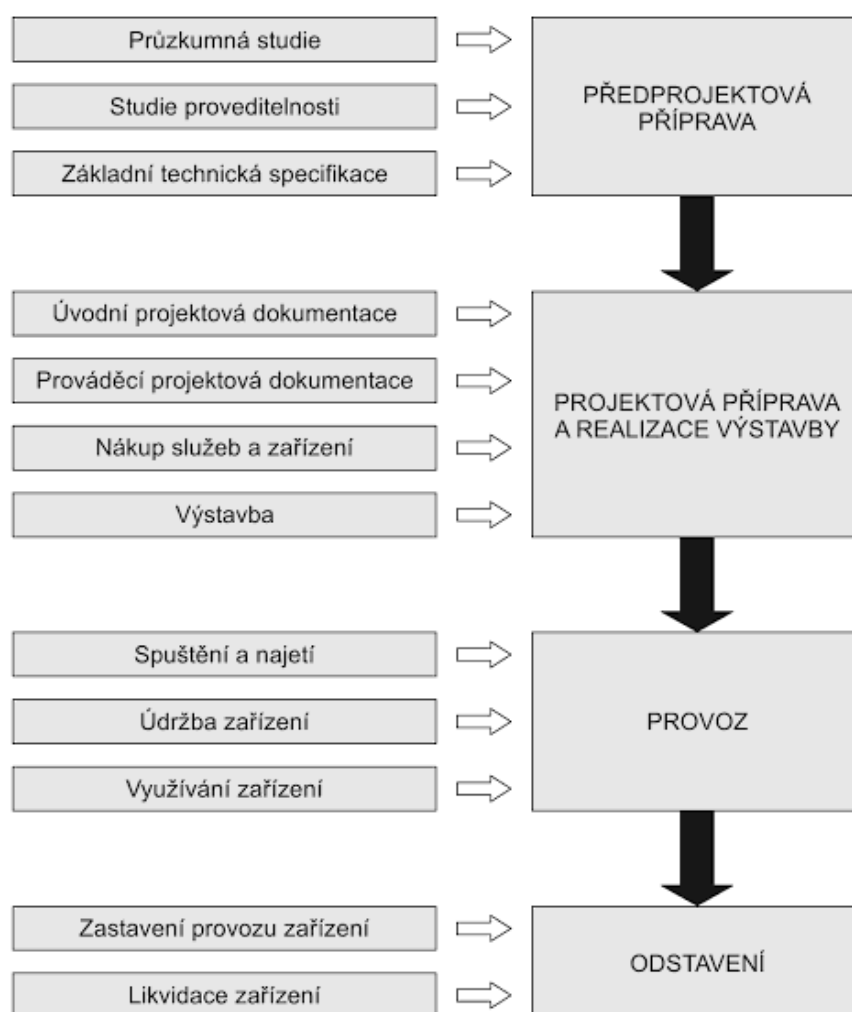 Průzkumná studie
Studie proveditelnosti
Základní technická specifikace
PŘEDPROJEKTOVÁ
PŘÍPRAVA
Úvodní projektová dokumentace
Prováděcí projektová dokumentace
Nákup služeb a zařízení
Výstavba
PROJEKTOVÁ PŘÍPRAVA
A REALIZACE VÝSTAVBY
Spuštění a najetí
Údržba zařízení
Využívání zařízení
PROVOZ
Zastavení provozu zařízení
Likvidace zařízení
ODSTAVENÍ